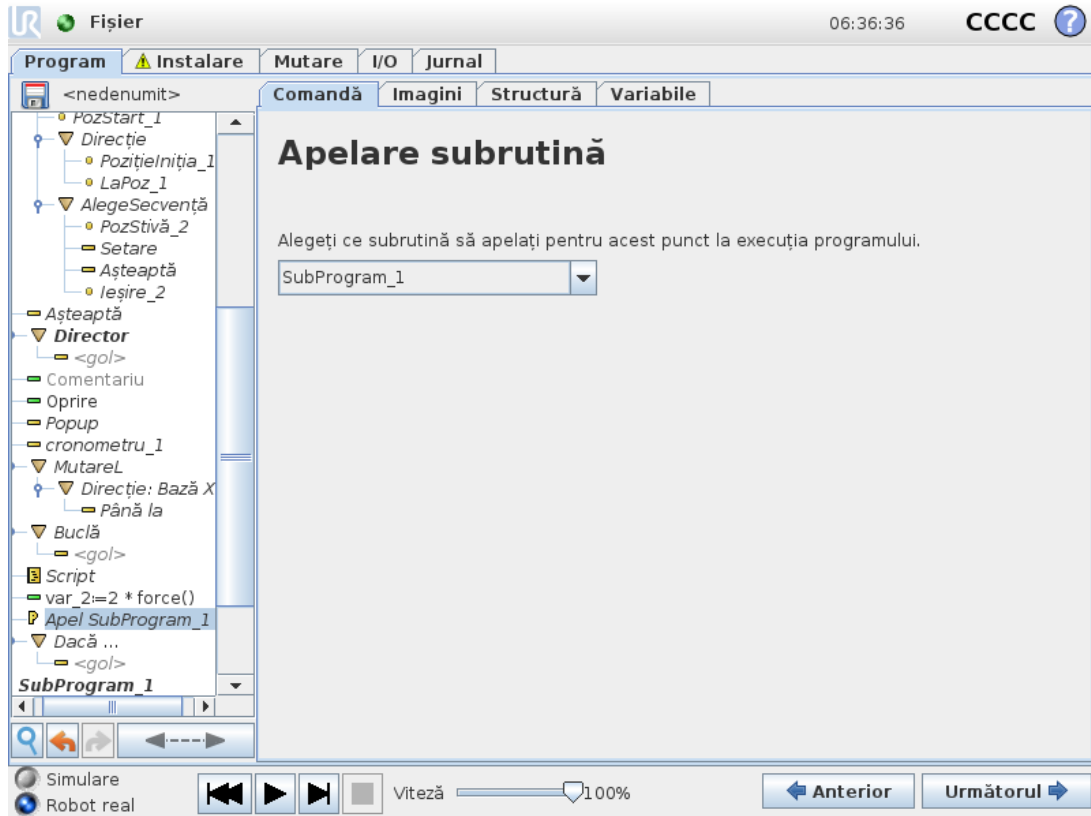 UR Fișier 06:36:36 CCCC ?
Program Instalare Mutare I/O Jurnal
<nedenumit> Comandă Imagini Structură Variabile
PozStart_1
Direcție
PozițieIniția_1
LaPoz_1
AlegeSecvență
PozStivă_2
Setare
Așteaptă
Ieșire_2
Așteaptă
Director
<gol>
Comentariu
Oprire
Popup
cronometru_1
MutareL
Direcție: Bază X
Până la
Buclă
<gol>
Script
var_2:=2 * force()
P Apel SubProgram_1
Dacă ...
<gol>
SubProgram_1
Apelare subrutină
Alegeți ce subrutină să apelați pentru acest punct la execuția programului.
SubProgram_1
Simulare
Robot real
Viteză 100%
Anterior Următorul